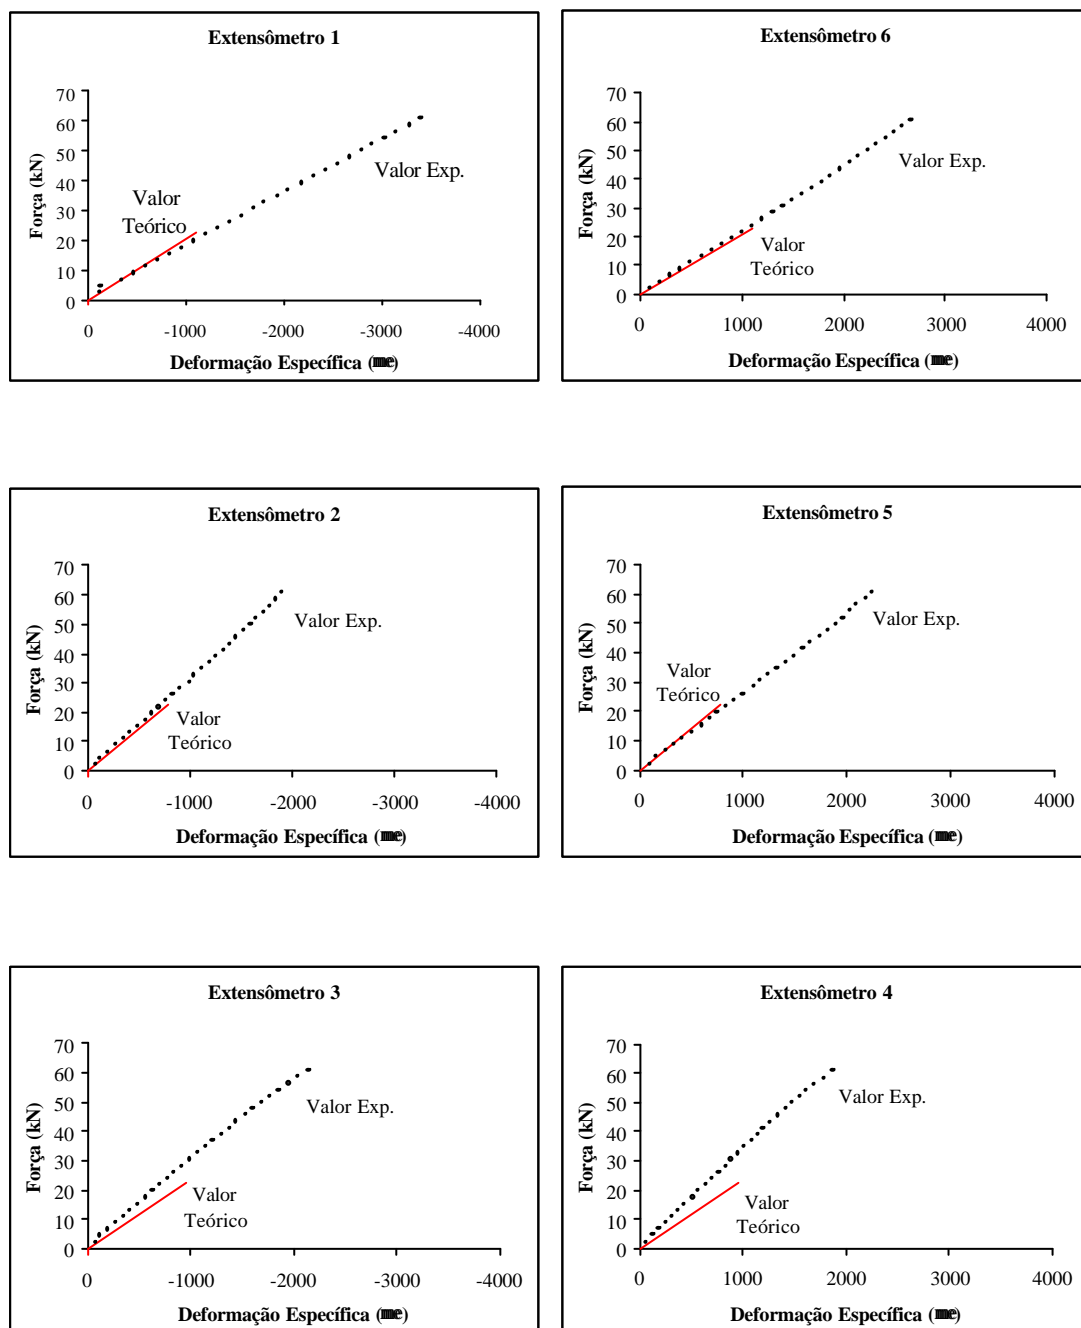 Extensômetro 1
70
60
50
40
30
20
10
0
Força (kN)
Valor Exp.
Valor
Teórico
0 -1000 -2000 -3000 -4000
Deformação Específica (me)
Extensômetro 6
70
60
50
40
30
20
10
0
Força (kN)
Valor Exp.
Valor
Teórico
0 1000 2000 3000 4000
Deformação Específica (me)
Extensômetro 2
70
60
50
40
30
20
10
0
Força (kN)
Valor Exp.
Valor
Teórico
0 -1000 -2000 -3000 -4000
Deformação Específica (me)
Extensômetro 5
70
60
50
40
30
20
10
0
Força (kN)
Valor Exp.
Valor
Teórico
0 1000 2000 3000 4000
Deformação Específica (me)
Extensômetro 3
70
60
50
40
30
20
10
0
Força (kN)
Valor Exp.
Valor
Teórico
0 -1000 -2000 -3000 -4000
Deformação Específica (me)
Extensômetro 4
70
60
50
40
30
20
10
0
Força (kN)
Valor Exp.
Valor
Teórico
0 1000 2000 3000 4000
Deformação Específica (me)